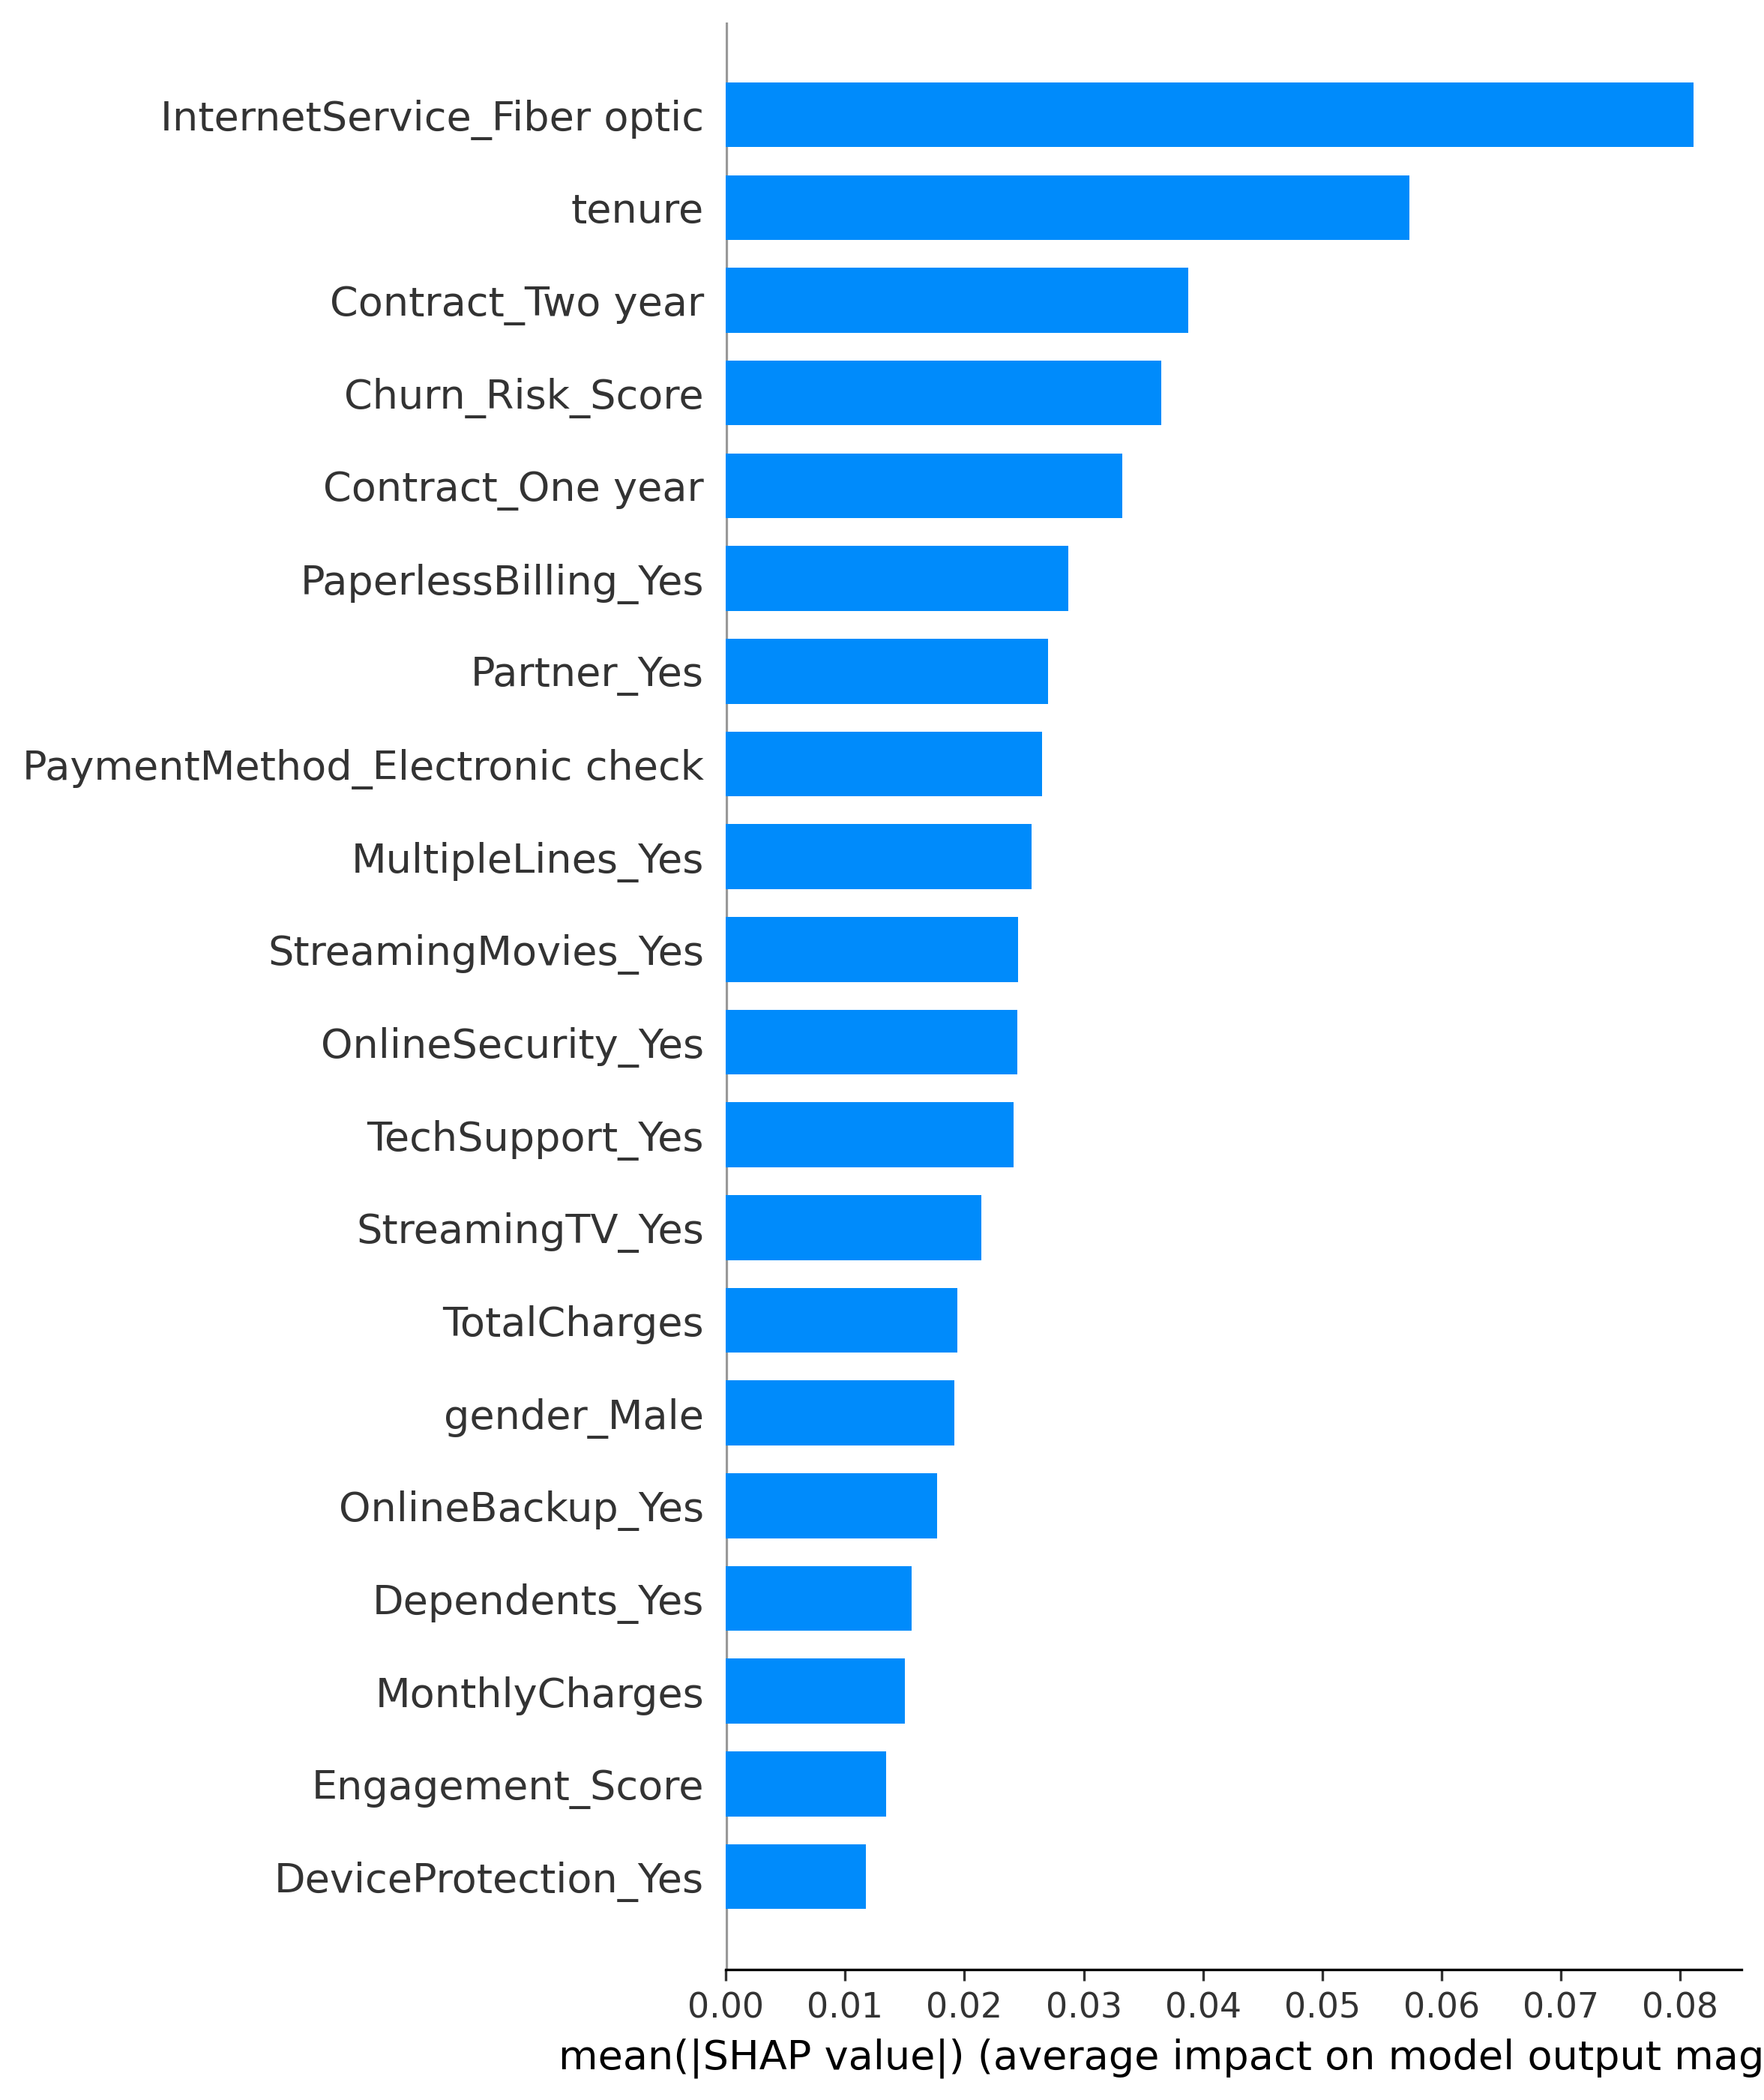 InternetService_Fiber optic
tenure
Contract_Two year
Churn_Risk_Score
Contract_One year
PaperlessBilling_Yes
Partner_Yes
PaymentMethod_Electronic check
MultipleLines_Yes
StreamingMovies_Yes
OnlineSecurity_Yes
TechSupport_Yes
StreamingTV_Yes
TotalCharges
gender_Male
OnlineBackup_Yes
Dependents_Yes
MonthlyCharges
Engagement_Score
DeviceProtection_Yes
0.00 0.01 0.02 0.03 0.04 0.05 0.06 0.07 0.08
mean(|SHAP value|) (average impact on model output mag